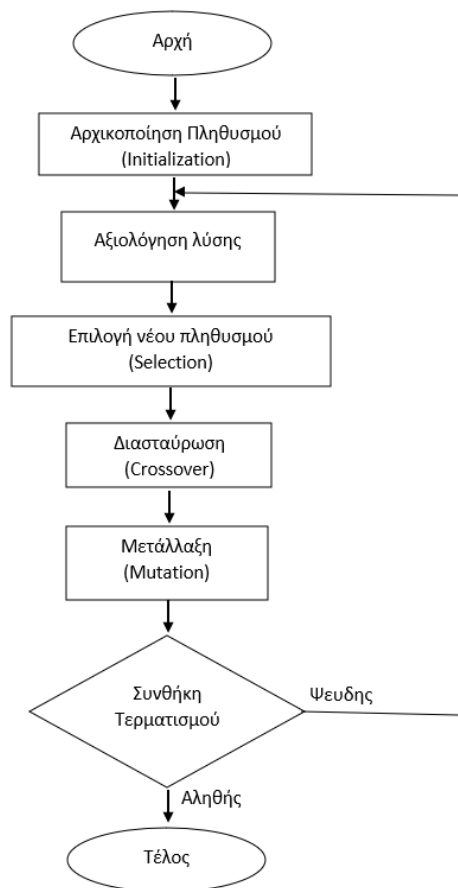 Αρχή
Αρχικοποίηση Πληθυσμού
(Initialization)
Αξιολόγηση λύσης
Επιλογή νέου πληθυσμού
(Selection)
Διασταύρωση
(Crossover)
Μετάλλαξη
(Mutation)
Συνθήκη
Τερματισμού
Ψευδης
Αληθής
Τέλος